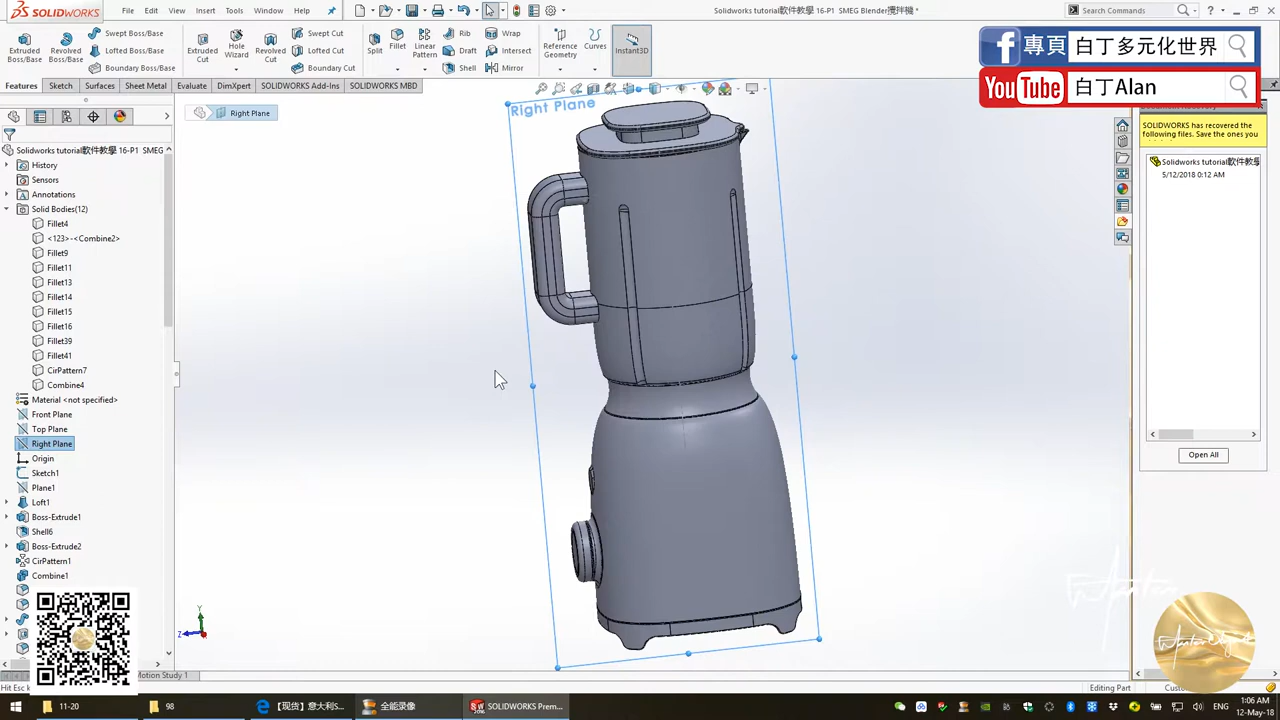 SOLIDWORKS
File
Edit
View
Insert
Tools
Window
Help
Solidworks tutorial軟件教學 16-P1 SMEG Blender攪拌機 *
Search Commands
Extruded Boss/Base
Revolved Boss/Base
Swept Boss/Base
Lofted Boss/Base
Boundary Boss/Base
Extruded Cut
Hole Wizard
Revolved Cut
Swept Cut
Lofted Cut
Boundary Cut
Split
Fillet
Linear Pattern
Rib
Draft
Shell
Wrap
Intersect
Mirror
Reference Geometry
Curves
Instant3D
專頁
白丁多元化世界
YouTube
白丁Alan
Features
Sketch
Surfaces
Sheet Metal
Evaluate
DimXpert
SOLIDWORKS Add-Ins
SOLIDWORKS MBD
Right Plane
Right Plane
SOLIDWORKS has recovered the
following files. Save the ones you
Solidworks tutorial軟件教學
5/12/2018 0:12 AM
Open All
Solidworks tutorial軟件教學 16-P1 SMEG
History
Sensors
Annotations
Solid Bodies(12)
Fillet4
<123>-<Combine2>
Fillet9
Fillet11
Fillet13
Fillet14
Fillet15
Fillet16
Fillet39
Fillet41
CirPattern7
Combine4
Material <not specified>
Front Plane
Top Plane
Right Plane
Origin
Sketch1
Plane1
Loft1
Boss-Extrude1
Shell6
Boss-Extrude2
CirPattern1
Combine1
Y
Z
Motion Study 1
Hit Esc
Editing Part
11-20
98
【现货】意大利S...
全能录像
SOLIDWORKS Prem...
1:06 AM
12-May-18